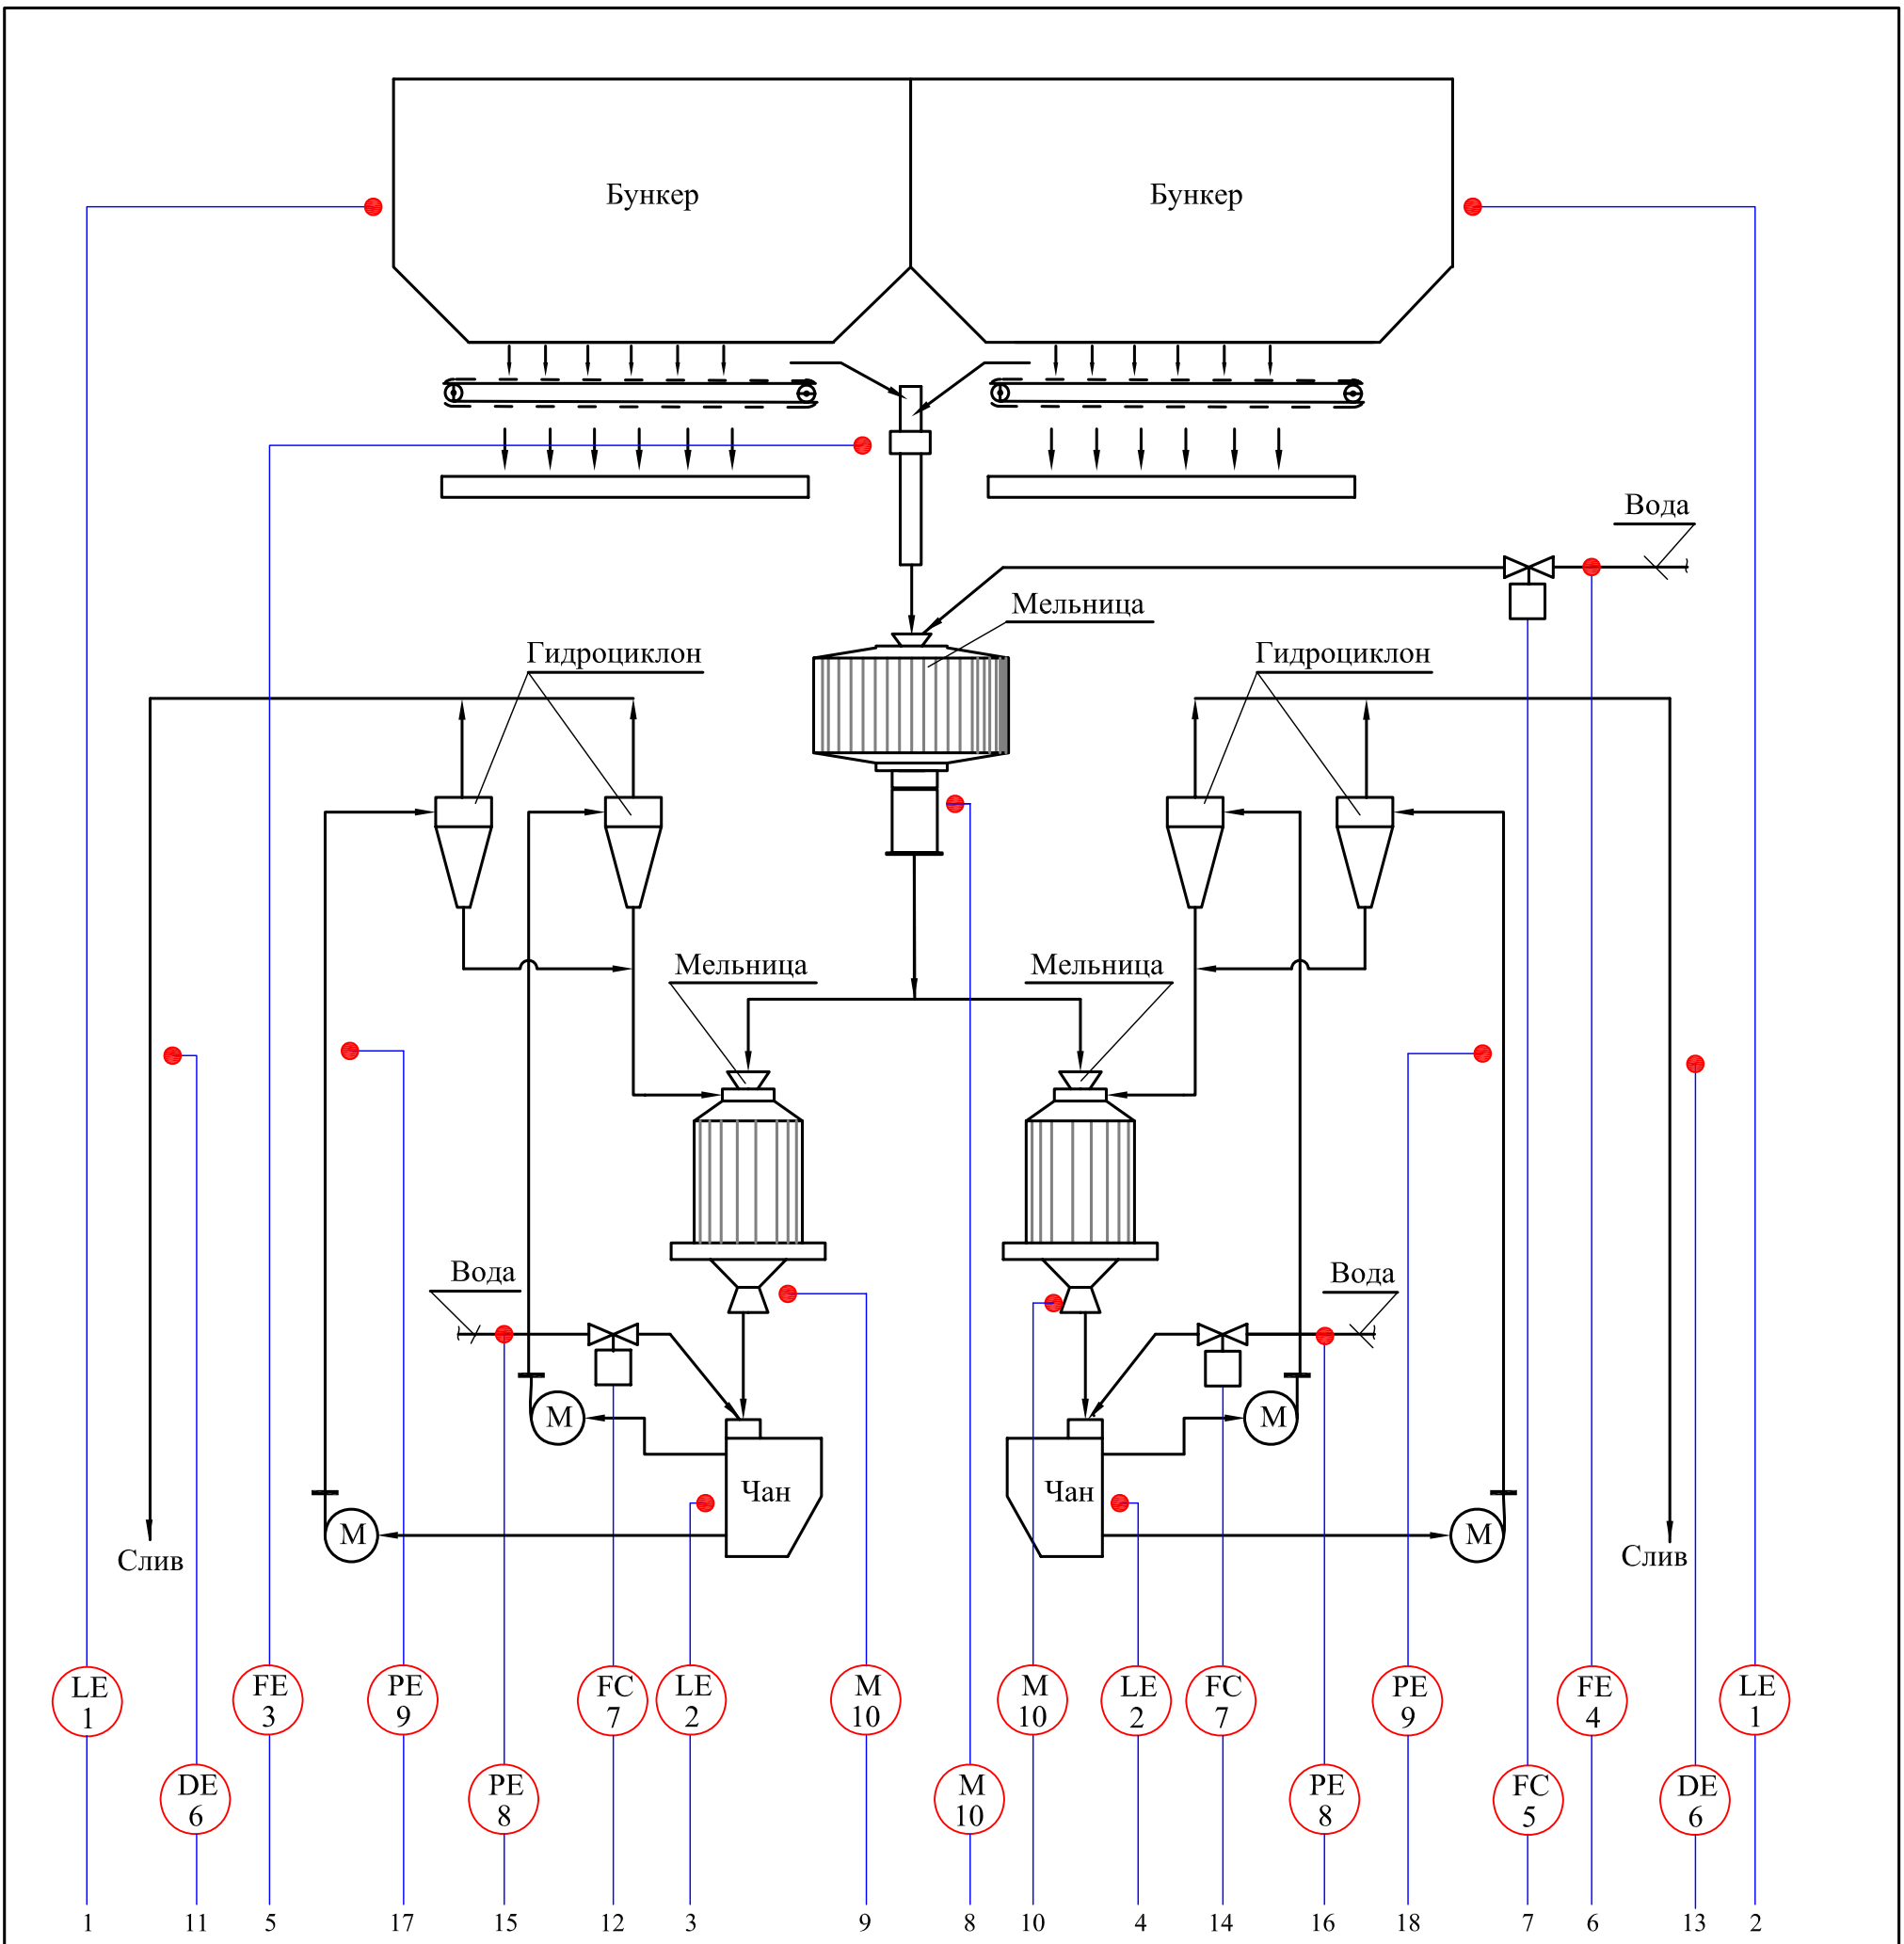 Бункер
Бункер
Вода
Мельница
Гидроциклон
Гидроциклон
Мельница
Мельница
Вода
Вода
М
М
Чан
Чан
М
М
Слив
Слив
LE
1
FE
3
PE
9
FC
7
LE
2
M
10
M
10
LE
2
FC
7
PE
9
FE
4
LE
1
DE
6
PE
8
M
10
PE
8
FC
5
DE
6
1
11
5
17
15
12
3
9
8
10
4
14
16
18
7
6
13
2